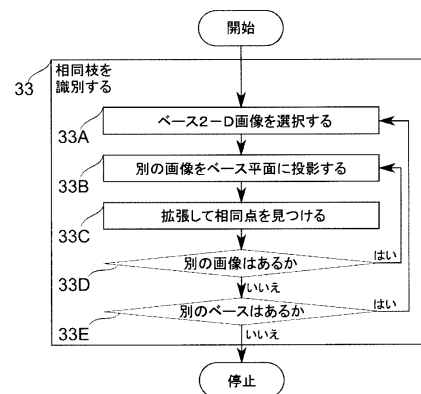 開始
33
相同枝を
識別する
ベース2-D画像を選択する
33A
別の画像をベース平面に投影する
33B
拡張して相同点を見つける
33C
別の画像はあるか
はい
33D
いいえ
別のベースはあるか
はい
33E
いいえ
停止